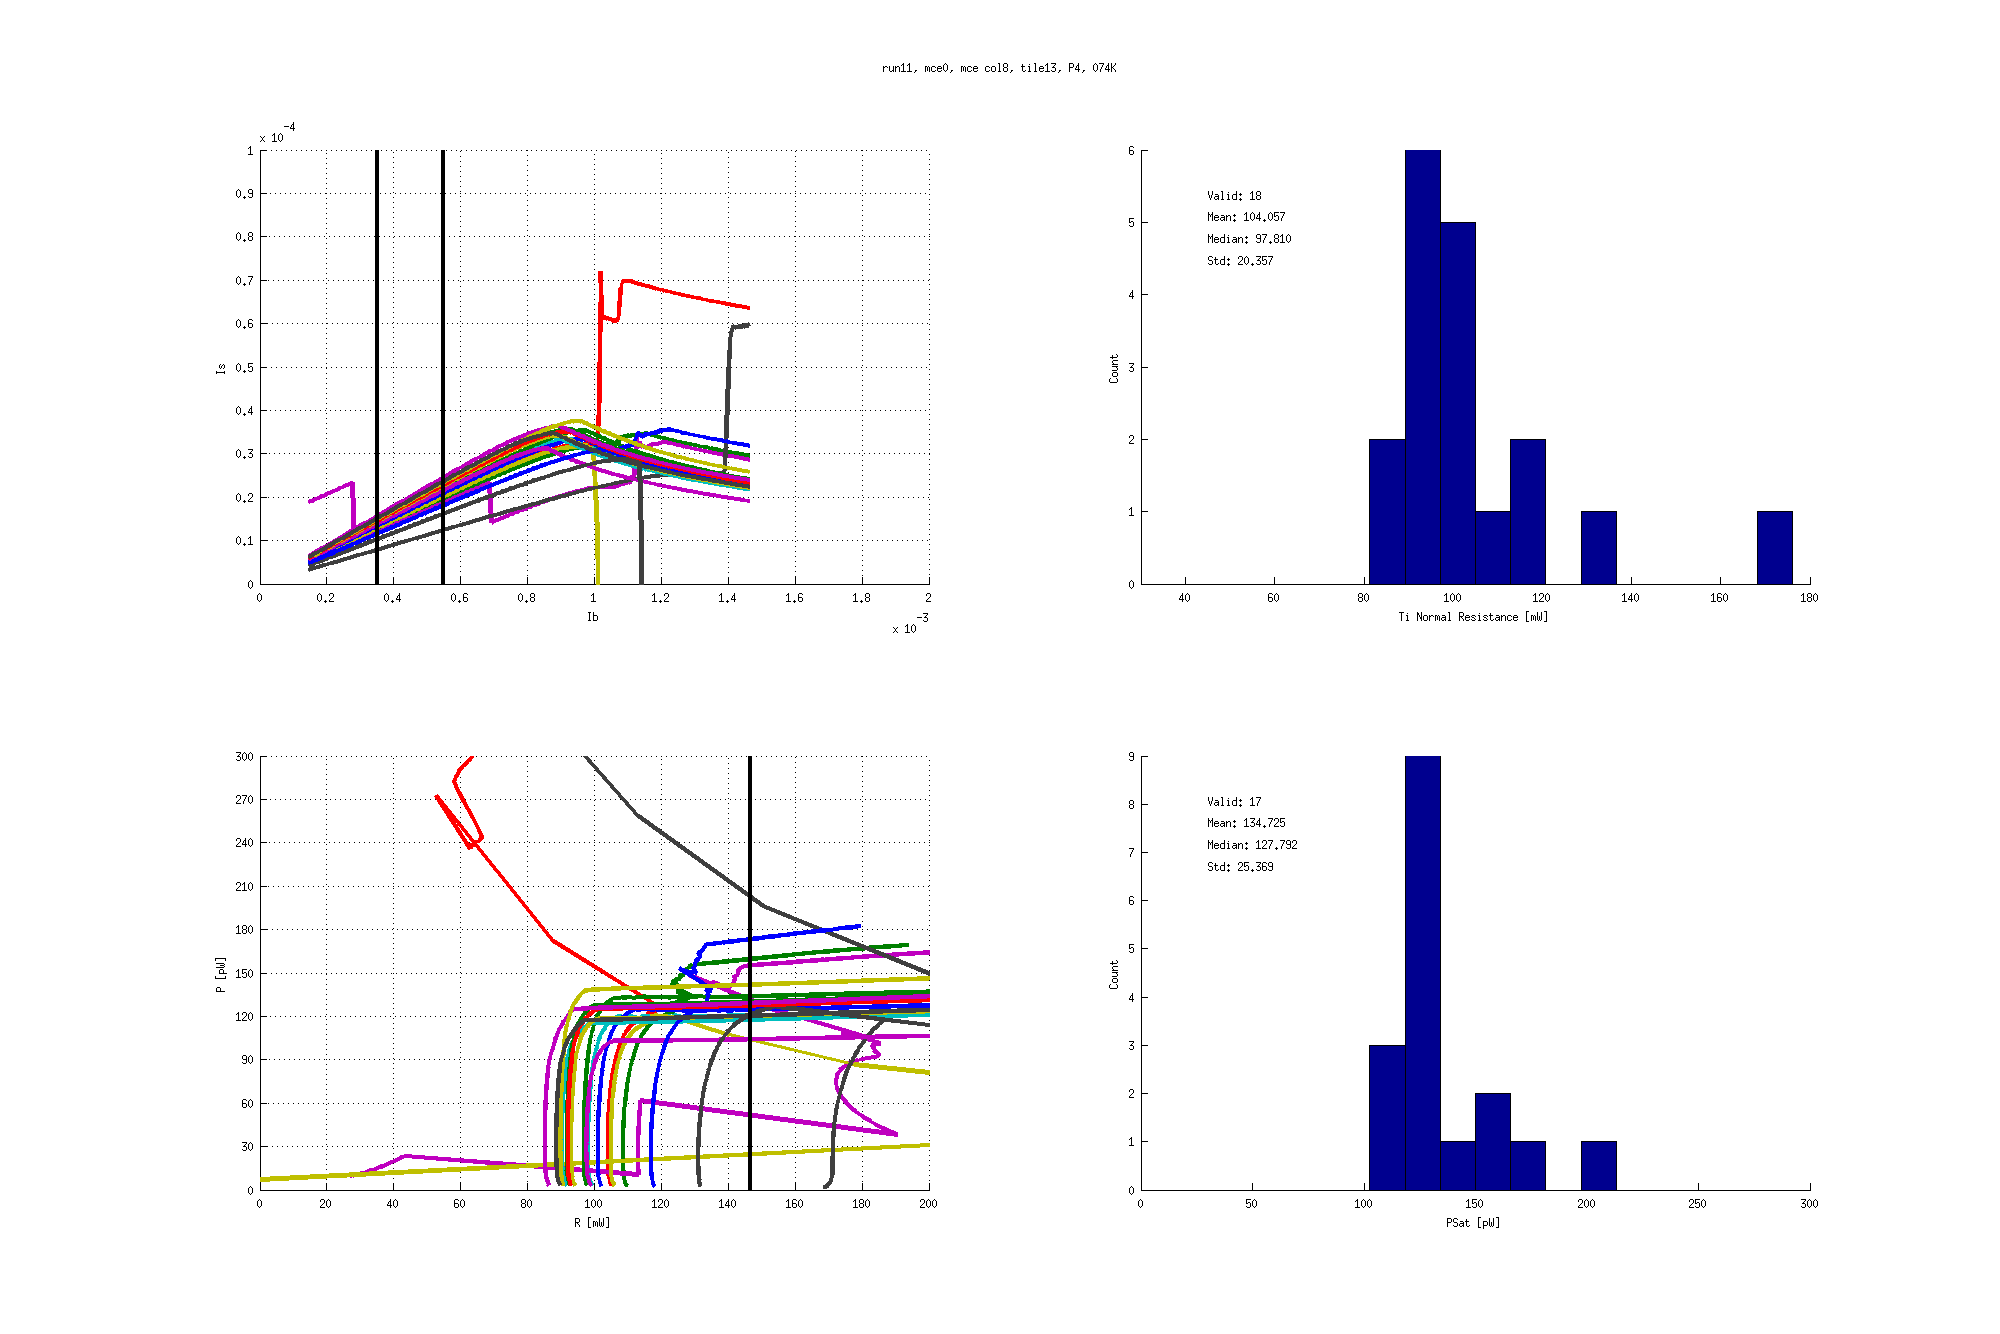 run11, mce0, mce col8, tile13, P4, 074K
x 10^-4
1
0.9
0.8
0.7
0.6
0.5
0.4
0.3
0.2
0.1
0
Is
0 0.2 0.4 0.6 0.8 1 1.2 1.4 1.6 1.8 2
Ib
x 10^-3
6
5
4
3
2
1
0
Count
Valid: 18
Mean: 104.057
Median: 97.810
Std: 20.357
40 60 80 100 120 140 160 180
Ti Normal Resistance [mW]
300
270
240
210
180
150
120
90
60
30
0
P [pW]
0 20 40 60 80 100 120 140 160 180 200
R [mW]
9
8
7
6
5
4
3
2
1
0
Count
Valid: 17
Mean: 134.725
Median: 127.792
Std: 25.369
0 50 100 150 200 250 300
PSat [pW]